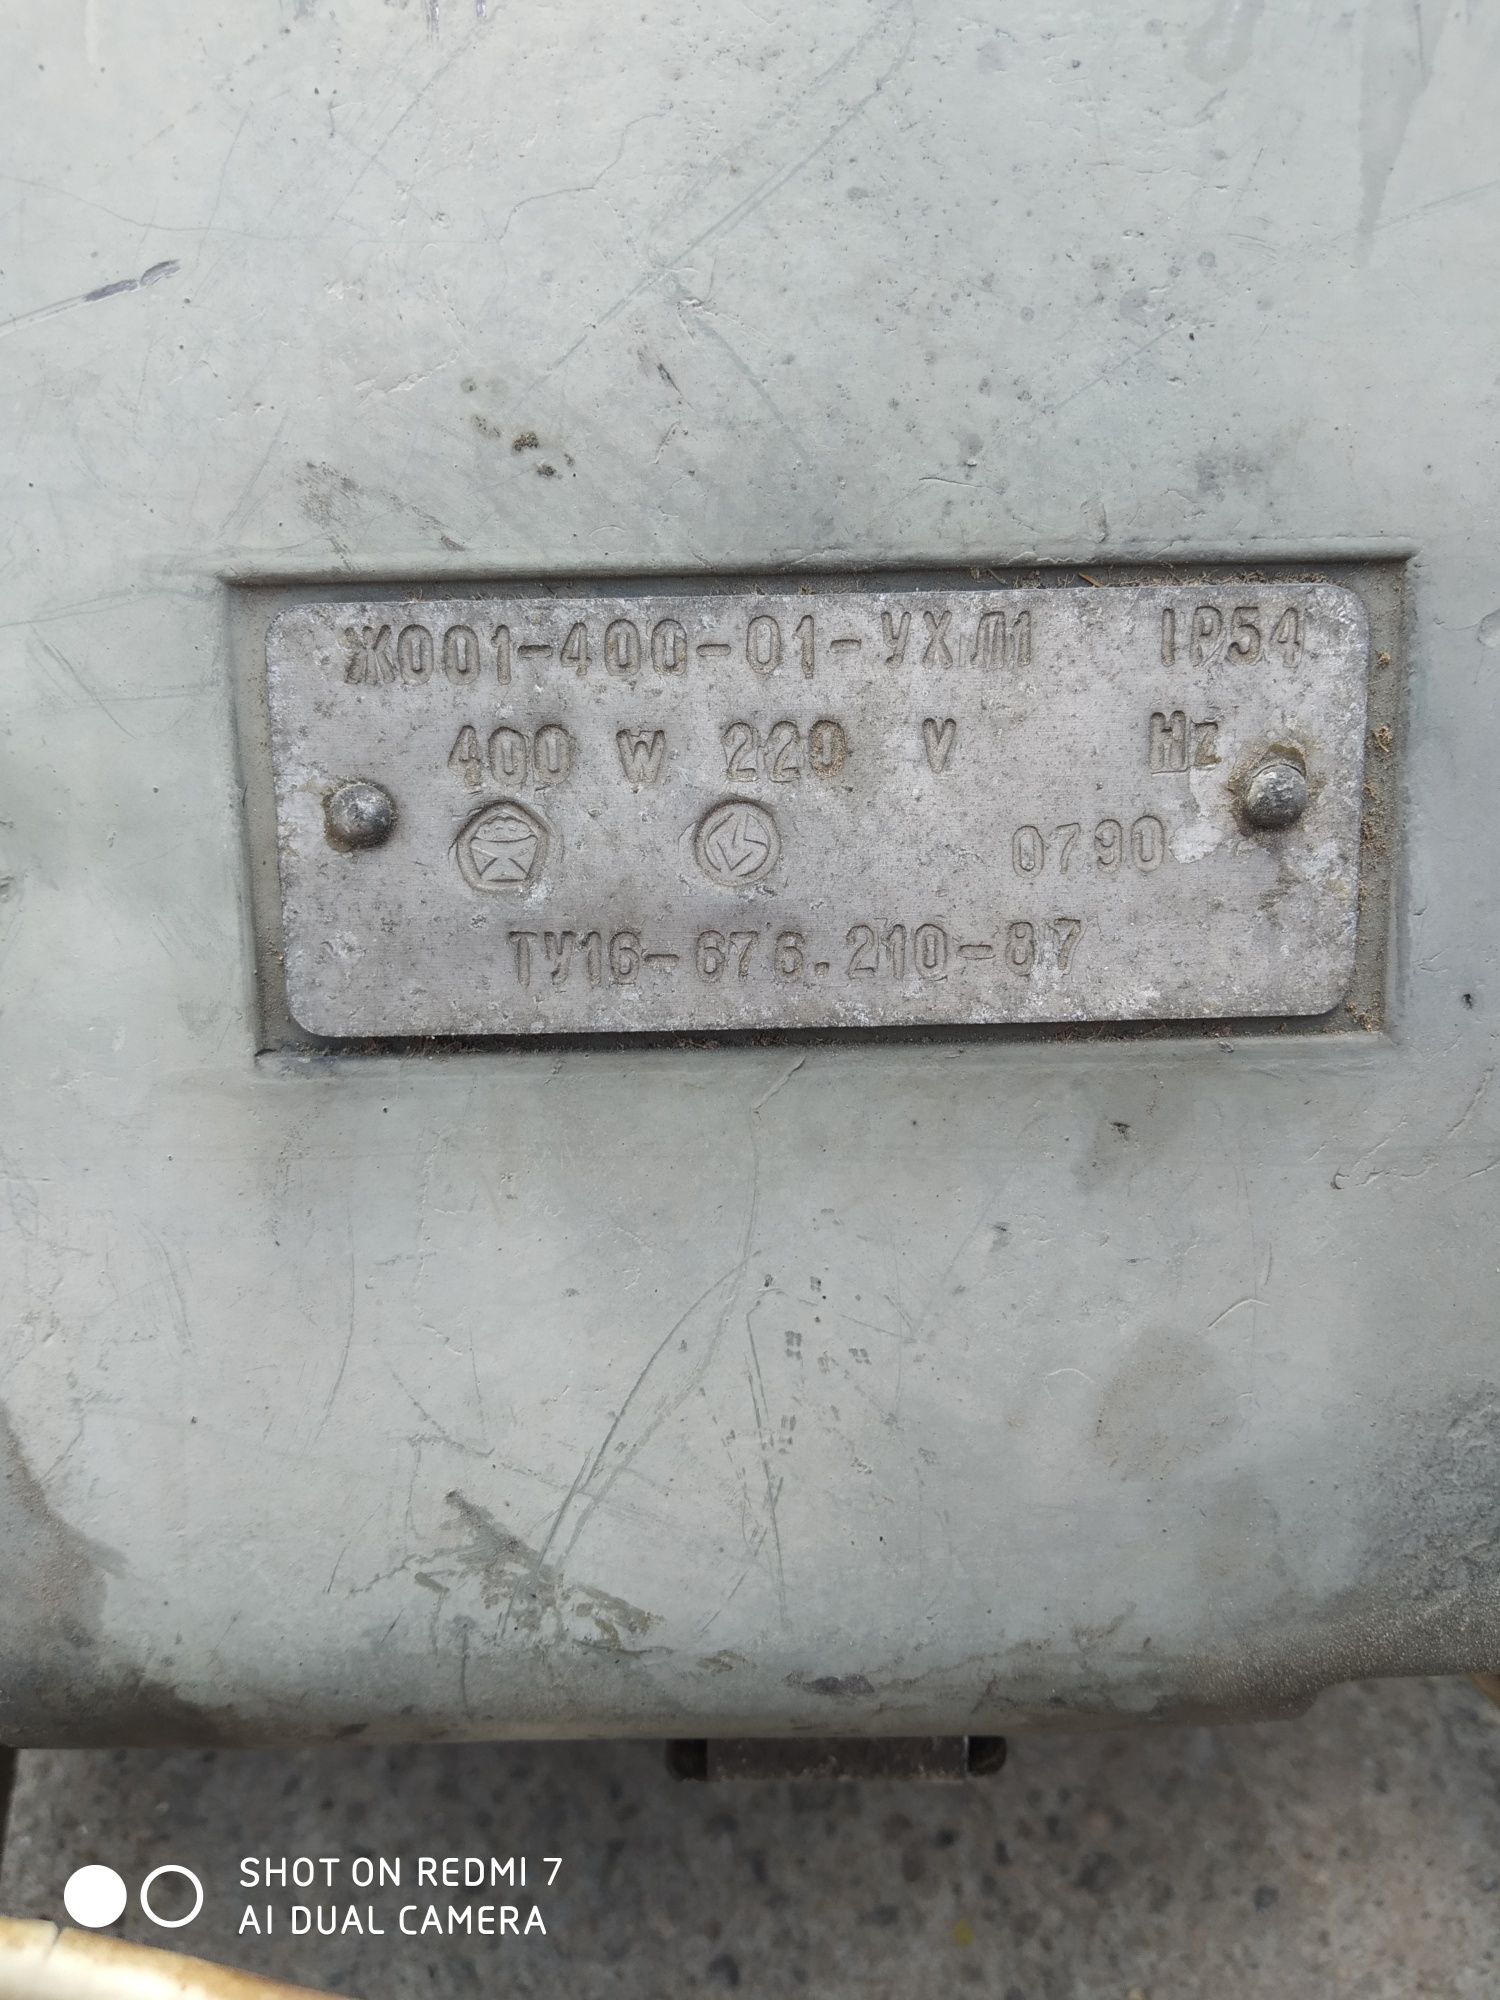 Ж001-400-01-УХЛ1 IP54
400 W 220 V Hz
0790
ТУ16-676.210-87
SHOT ON REDMI 7
AI DUAL CAMERA